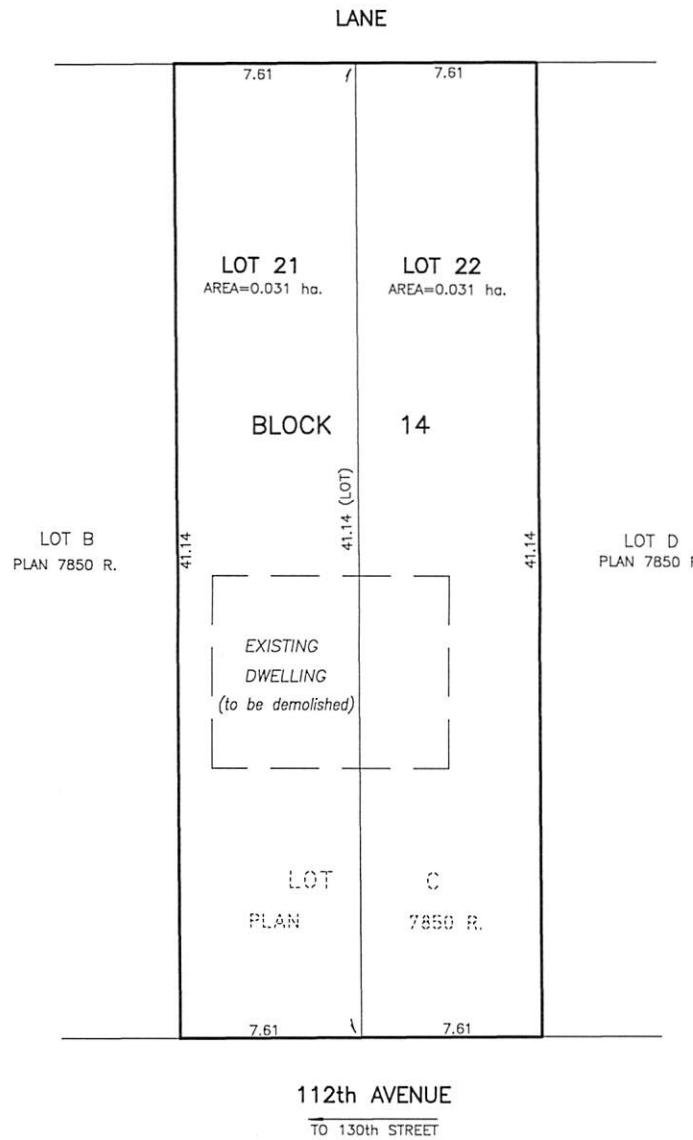 LANE
7.61 7.61
LOT 21
AREA=0.031 ha.
LOT 22
AREA=0.031 ha.
BLOCK 14
LOT B
PLAN 7850 R.
41.14
41.14 (LOT)
41.14
LOT D
PLAN 7850 R
EXISTING
DWELLING
(to be demolished)
LOT C
PLAN 7850 R.
7.61 7.61
112th AVENUE
TO 130th STREET